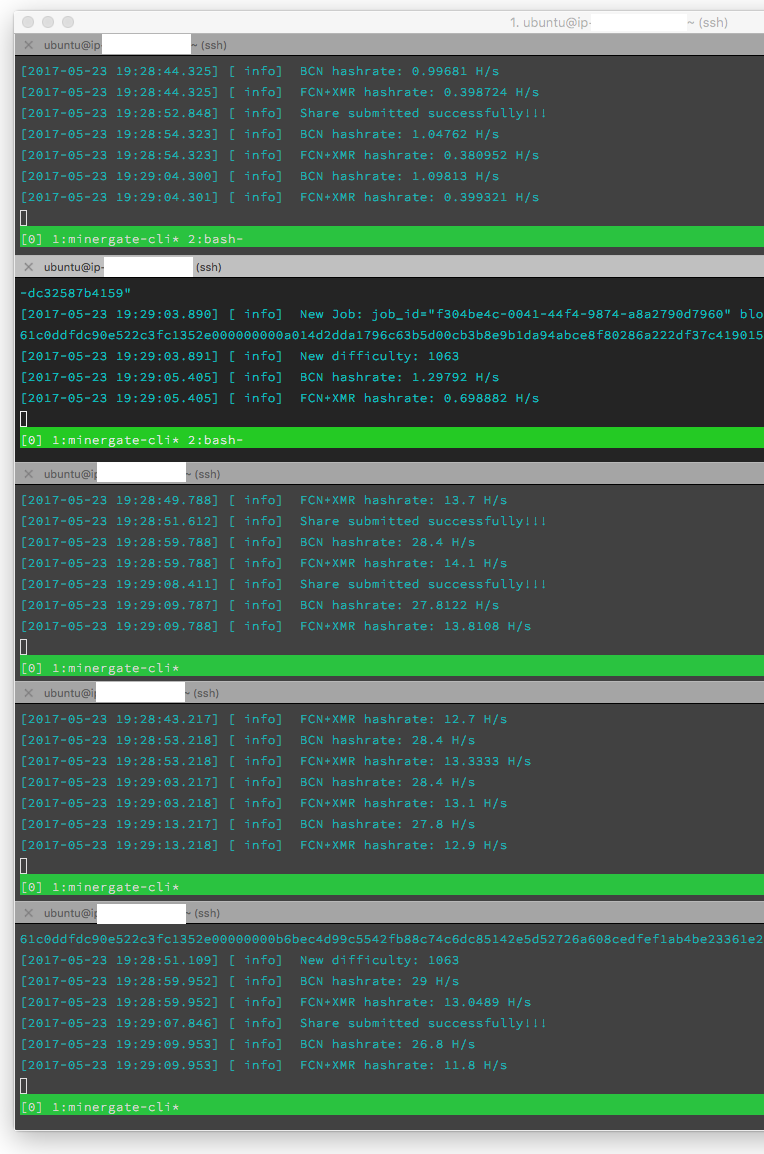 1. ubuntu@ip- ~ (ssh)
✕ ubuntu@ip- ~ (ssh)
[2017-05-23 19:28:44.325] [ info] BCN hashrate: 0.99681 H/s
[2017-05-23 19:28:44.325] [ info] FCN+XMR hashrate: 0.398724 H/s
[2017-05-23 19:28:52.848] [ info] Share submitted successfully!!!
[2017-05-23 19:28:54.323] [ info] BCN hashrate: 1.04762 H/s
[2017-05-23 19:28:54.323] [ info] FCN+XMR hashrate: 0.380952 H/s
[2017-05-23 19:29:04.300] [ info] BCN hashrate: 1.09813 H/s
[2017-05-23 19:29:04.301] [ info] FCN+XMR hashrate: 0.399321 H/s
[0] 1:minergate-cli* 2:bash-
✕ ubuntu@ip- (ssh)
-dc32587b4159"
[2017-05-23 19:29:03.890] [ info] New Job: job_id="f304be4c-0041-44f4-9874-a8a2790d7960" blo
61c0ddfdc90e522c3fc1352e000000000a014d2dda1796c63b5d00cb3b8e9b1da94abce8f80286a222df37c419015
[2017-05-23 19:29:03.891] [ info] New difficulty: 1063
[2017-05-23 19:29:05.405] [ info] BCN hashrate: 1.29792 H/s
[2017-05-23 19:29:05.405] [ info] FCN+XMR hashrate: 0.698882 H/s
[0] 1:minergate-cli* 2:bash-
✕ ubuntu@ip ~ (ssh)
[2017-05-23 19:28:49.788] [ info] FCN+XMR hashrate: 13.7 H/s
[2017-05-23 19:28:51.612] [ info] Share submitted successfully!!!
[2017-05-23 19:28:59.788] [ info] BCN hashrate: 28.4 H/s
[2017-05-23 19:28:59.788] [ info] FCN+XMR hashrate: 14.1 H/s
[2017-05-23 19:29:08.411] [ info] Share submitted successfully!!!
[2017-05-23 19:29:09.787] [ info] BCN hashrate: 27.8122 H/s
[2017-05-23 19:29:09.788] [ info] FCN+XMR hashrate: 13.8108 H/s
[0] 1:minergate-cli*
✕ ubuntu@ip ~ (ssh)
[2017-05-23 19:28:43.217] [ info] FCN+XMR hashrate: 12.7 H/s
[2017-05-23 19:28:53.218] [ info] BCN hashrate: 28.4 H/s
[2017-05-23 19:28:53.218] [ info] FCN+XMR hashrate: 13.3333 H/s
[2017-05-23 19:29:03.217] [ info] BCN hashrate: 28.4 H/s
[2017-05-23 19:29:03.218] [ info] FCN+XMR hashrate: 13.1 H/s
[2017-05-23 19:29:13.217] [ info] BCN hashrate: 27.8 H/s
[2017-05-23 19:29:13.218] [ info] FCN+XMR hashrate: 12.9 H/s
[0] 1:minergate-cli*
✕ ubuntu@ip ~ (ssh)
61c0ddfdc90e522c3fc1352e00000000b6bec4d99c5542fb88c74c6dc85142e5d52726a608cedfef1ab4be23361e2
[2017-05-23 19:28:51.109] [ info] New difficulty: 1063
[2017-05-23 19:28:59.952] [ info] BCN hashrate: 29 H/s
[2017-05-23 19:28:59.952] [ info] FCN+XMR hashrate: 13.0489 H/s
[2017-05-23 19:29:07.846] [ info] Share submitted successfully!!!
[2017-05-23 19:29:09.953] [ info] BCN hashrate: 26.8 H/s
[2017-05-23 19:29:09.953] [ info] FCN+XMR hashrate: 11.8 H/s
[0] 1:minergate-cli*